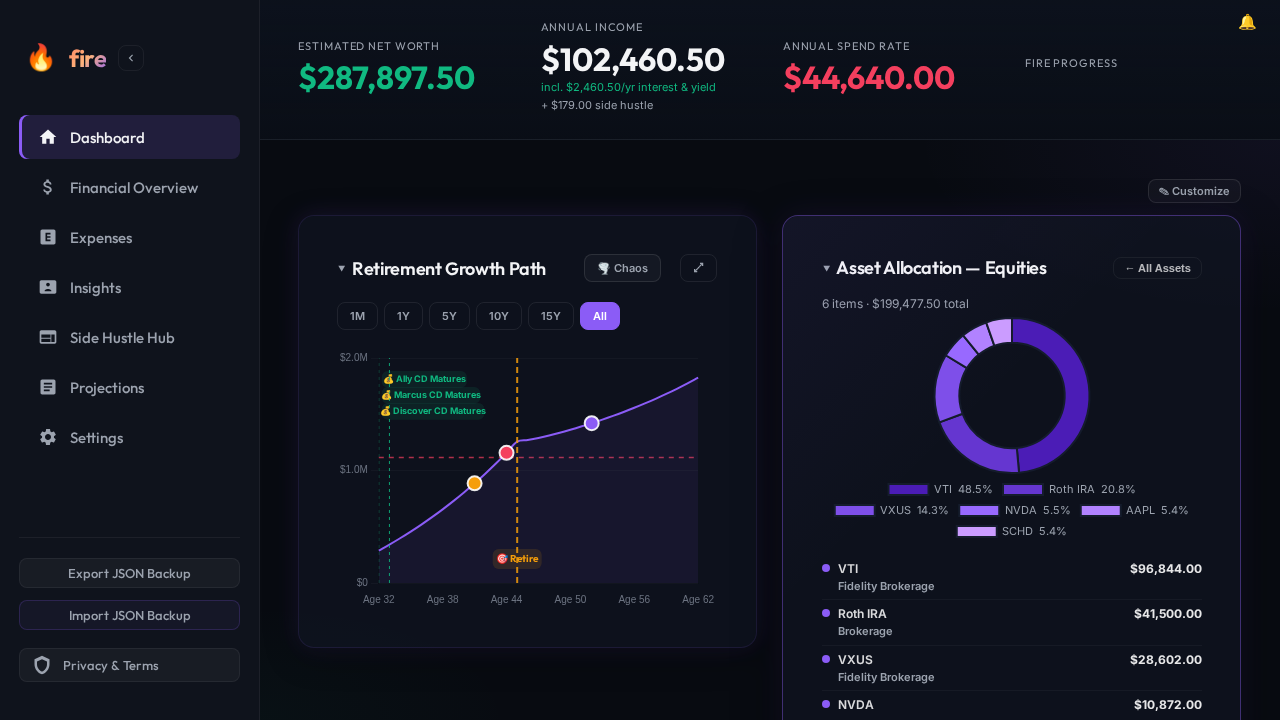 fire
Dashboard
Financial Overview
Expenses
Insights
Side Hustle Hub
Projections
Settings
Export JSON Backup
Import JSON Backup
Privacy & Terms
ESTIMATED NET WORTH
$287,897.50
ANNUAL INCOME
$102,460.50
incl. $2,460.50/yr interest & yield
+ $179.00 side hustle
ANNUAL SPEND RATE
$44,640.00
FIRE PROGRESS
Customize
Retirement Growth Path
Chaos
1M
1Y
5Y
10Y
15Y
All
$2.0M
$1.0M
$0
Ally CD Matures
Marcus CD Matures
Discover CD Matures
Retire
Age 32
Age 38
Age 44
Age 50
Age 56
Age 62
Asset Allocation — Equities
← All Assets
6 items · $199,477.50 total
VTI 48.5%
Roth IRA 20.8%
VXUS 14.3%
NVDA 5.5%
AAPL 5.4%
SCHD 5.4%
VTI
$96,844.00
Fidelity Brokerage
Roth IRA
$41,500.00
Brokerage
VXUS
$28,602.00
Fidelity Brokerage
NVDA
$10,872.00